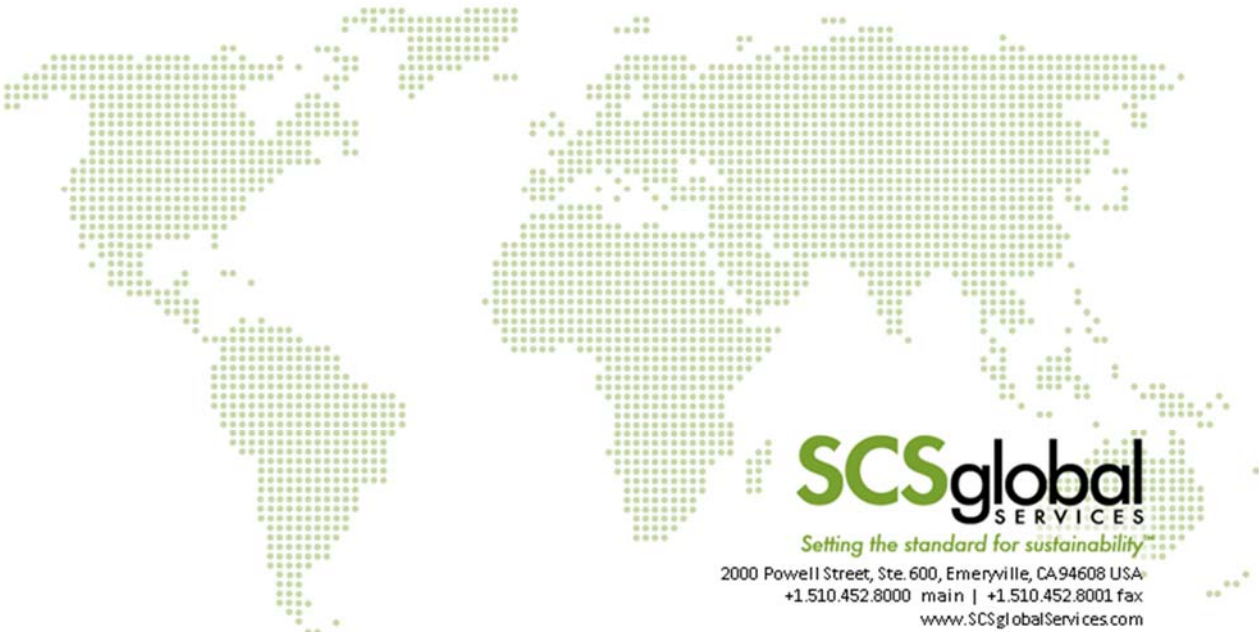 SCSglobal
SERVICES
Setting the standard for sustainability™
2000 Powell Street, Ste. 600, Emeryville, CA 94608 USA
+1.510.452.8000 main | +1.510.452.8001 fax
www.SCSglobalServices.com